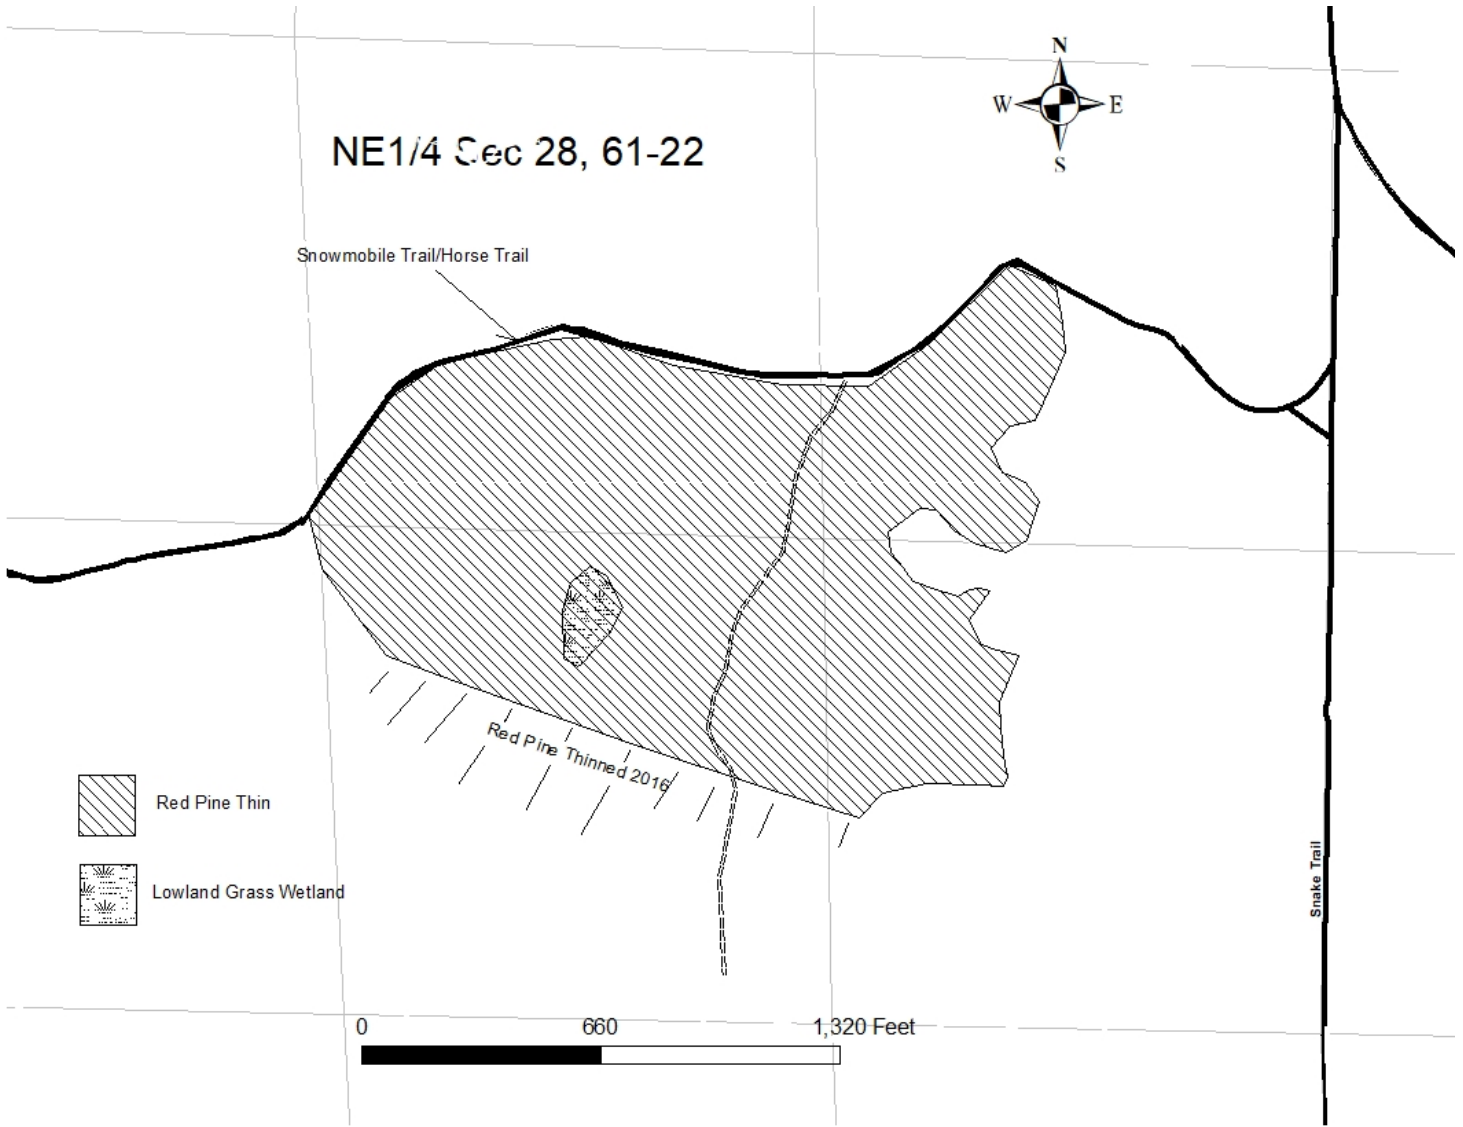 N
W E
S
NE1/4 Sec 28, 61-22
Snowmobile Trail/Horse Trail
Red Pine Thinned 2016
Red Pine Thin
Lowland Grass Wetland
Snake Trail
0 660 1,320 Feet